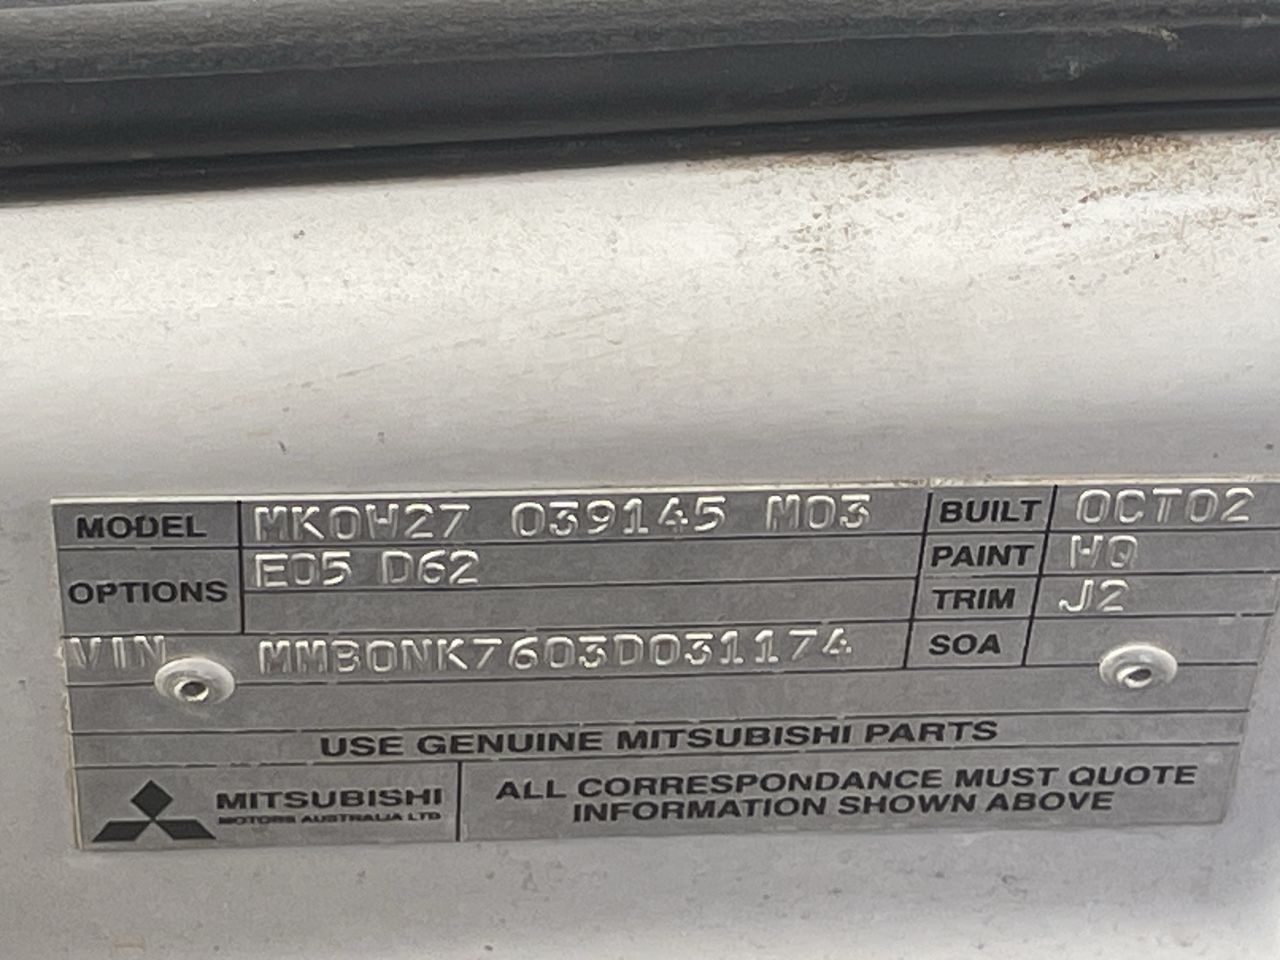 MODEL MK0W27 039145 M03 BUILT OCT02
OPTIONS E05 D62 PAINT WQ
TRIM J2
VIN MMB0NK7603D031174 SOA
USE GENUINE MITSUBISHI PARTS
MITSUBISHI
MOTORS AUSTRALIA LTD
ALL CORRESPONDANCE MUST QUOTE
INFORMATION SHOWN ABOVE